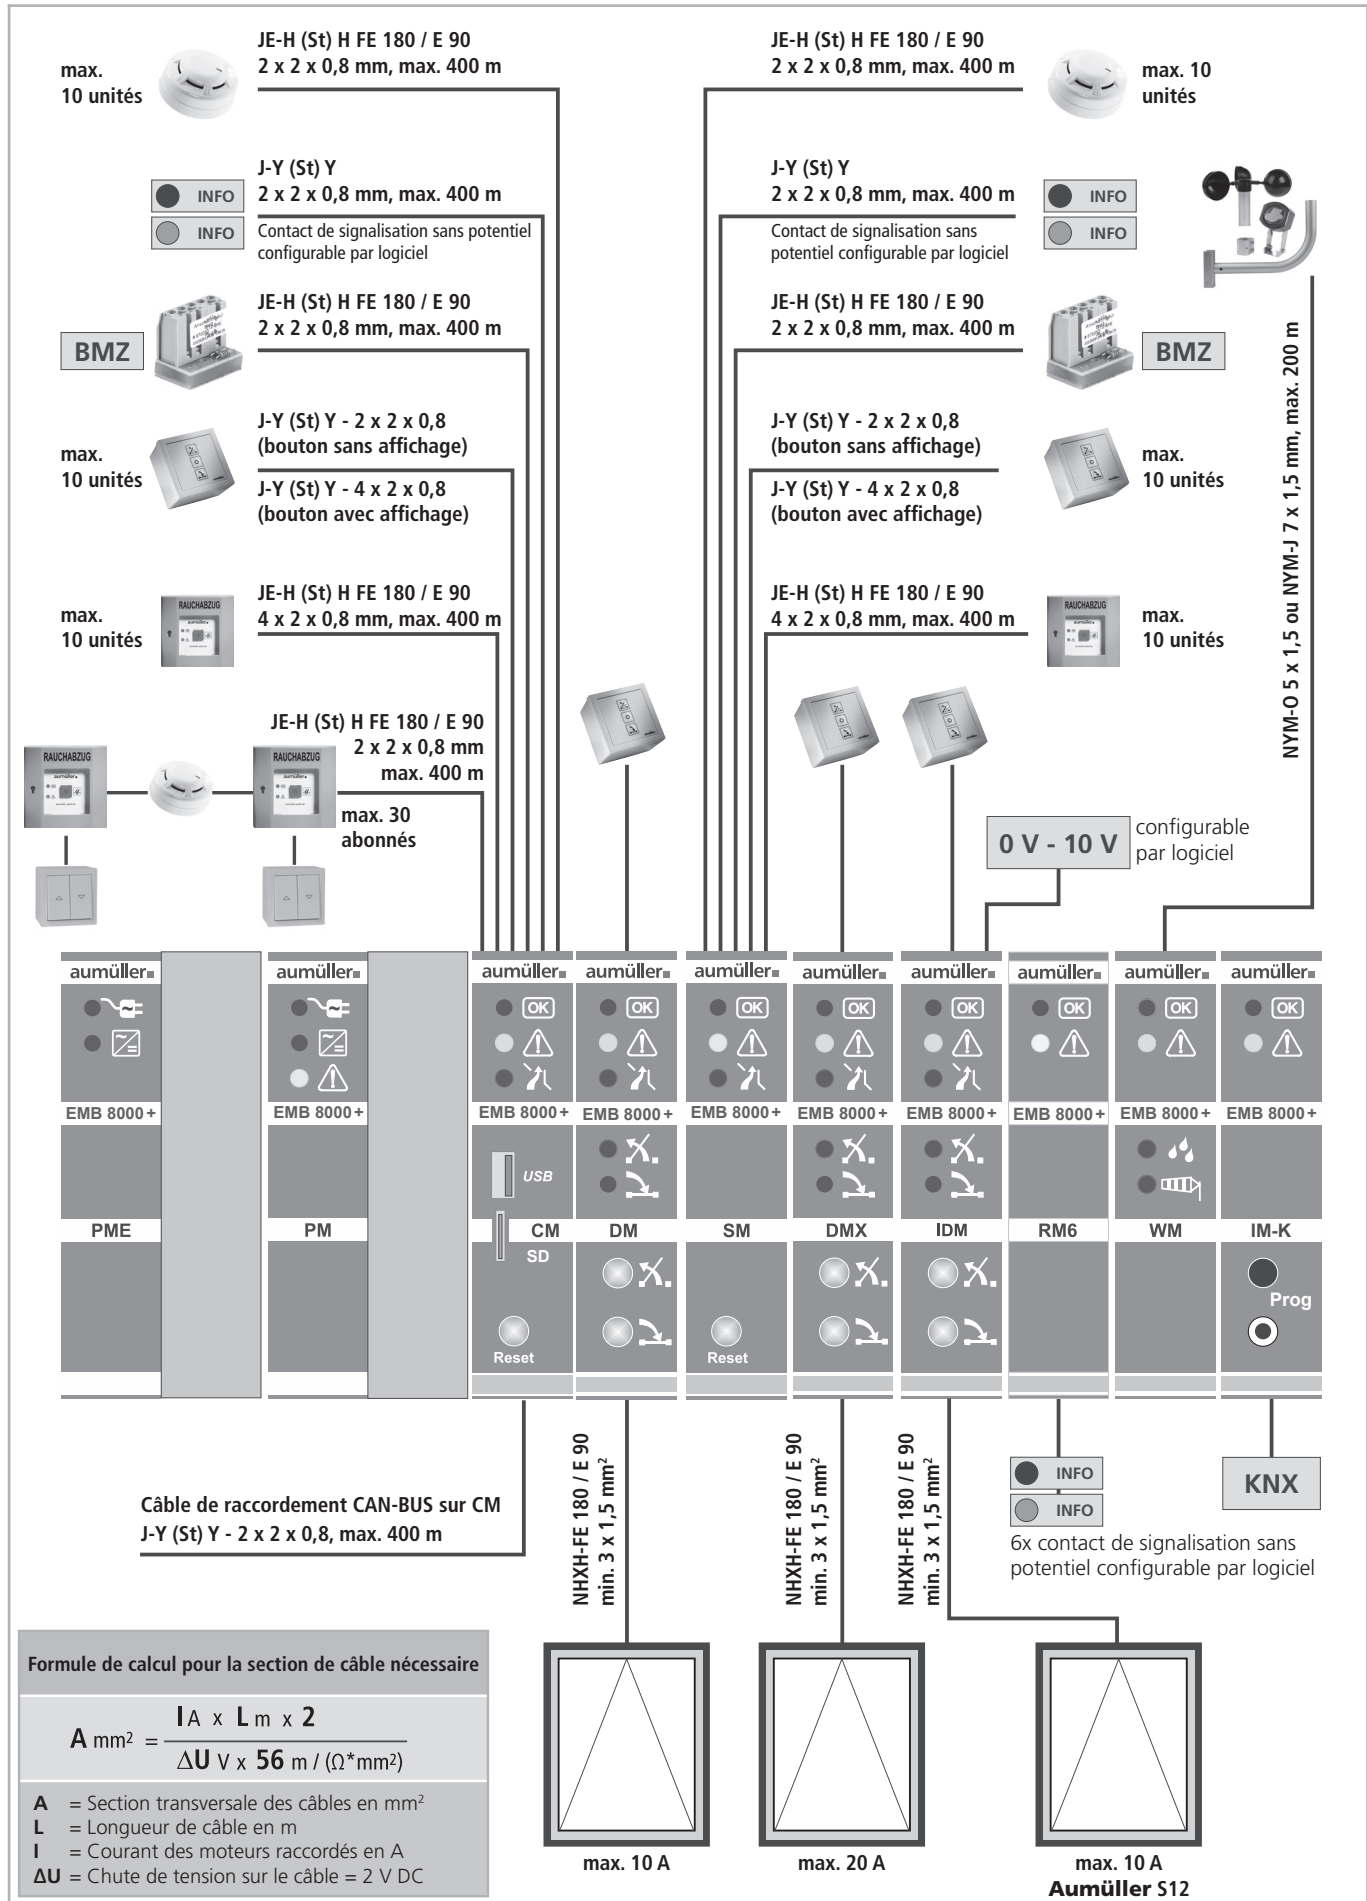 JE-H (St) H FE 180 / E 90
2 x 2 x 0,8 mm, max. 400 m
max.
10 unités
JE-H (St) H FE 180 / E 90
2 x 2 x 0,8 mm, max. 400 m
max. 10
unités
J-Y (St) Y
2 x 2 x 0,8 mm, max. 400 m
INFO
INFO
Contact de signalisation sans potentiel
configurable par logiciel
J-Y (St) Y
2 x 2 x 0,8 mm, max. 400 m
INFO
INFO
Contact de signalisation sans
potentiel configurable par logiciel
JE-H (St) H FE 180 / E 90
2 x 2 x 0,8 mm, max. 400 m
BMZ
JE-H (St) H FE 180 / E 90
2 x 2 x 0,8 mm, max. 400 m
BMZ
NYM-O 5 x 1,5 ou NYM-J 7 x 1,5 mm, max. 200 m
J-Y (St) Y - 2 x 2 x 0,8
(bouton sans affichage)
max.
10 unités
J-Y (St) Y - 4 x 2 x 0,8
(bouton avec affichage)
J-Y (St) Y - 2 x 2 x 0,8
(bouton sans affichage)
max.
10 unités
J-Y (St) Y - 4 x 2 x 0,8
(bouton avec affichage)
JE-H (St) H FE 180 / E 90
4 x 2 x 0,8 mm, max. 400 m
max.
10 unités
RAUCHABZUG
aumüller
JE-H (St) H FE 180 / E 90
4 x 2 x 0,8 mm, max. 400 m
RAUCHABZUG
aumüller
max.
10 unités
JE-H (St) H FE 180 / E 90
2 x 2 x 0,8 mm
max. 400 m
RAUCHABZUG
aumüller
RAUCHABZUG
aumüller
max. 30
abonnés
0 V - 10 V
configurable
par logiciel
aumüller aumüller aumüller aumüller aumüller aumüller aumüller aumüller aumüller aumüller
OK OK OK OK OK OK OK OK
EMB 8000+ EMB 8000+ EMB 8000+ EMB 8000+ EMB 8000+ EMB 8000+ EMB 8000+ EMB 8000+ EMB 8000+ EMB 8000+
USB
PME PM CM DM SM DMX IDM RM6 WM IM-K
SD
Prog
Reset Reset
NHXH-FE 180 / E 90
min. 3 x 1,5 mm²
NHXH-FE 180 / E 90
min. 3 x 1,5 mm²
NHXH-FE 180 / E 90
min. 3 x 1,5 mm²
INFO
INFO
KNX
6x contact de signalisation sans
potentiel configurable par logiciel
Câble de raccordement CAN-BUS sur CM
J-Y (St) Y - 2 x 2 x 0,8, max. 400 m
Formule de calcul pour la section de câble nécessaire
I A x L m x 2
A mm² =
ΔU V x 56 m / (Ω*mm²)
A = Section transversale des câbles en mm²
L = Longueur de câble en m
I = Courant des moteurs raccordés en A
ΔU = Chute de tension sur le câble = 2 V DC
max. 10 A
max. 20 A
max. 10 A
Aumüller S12